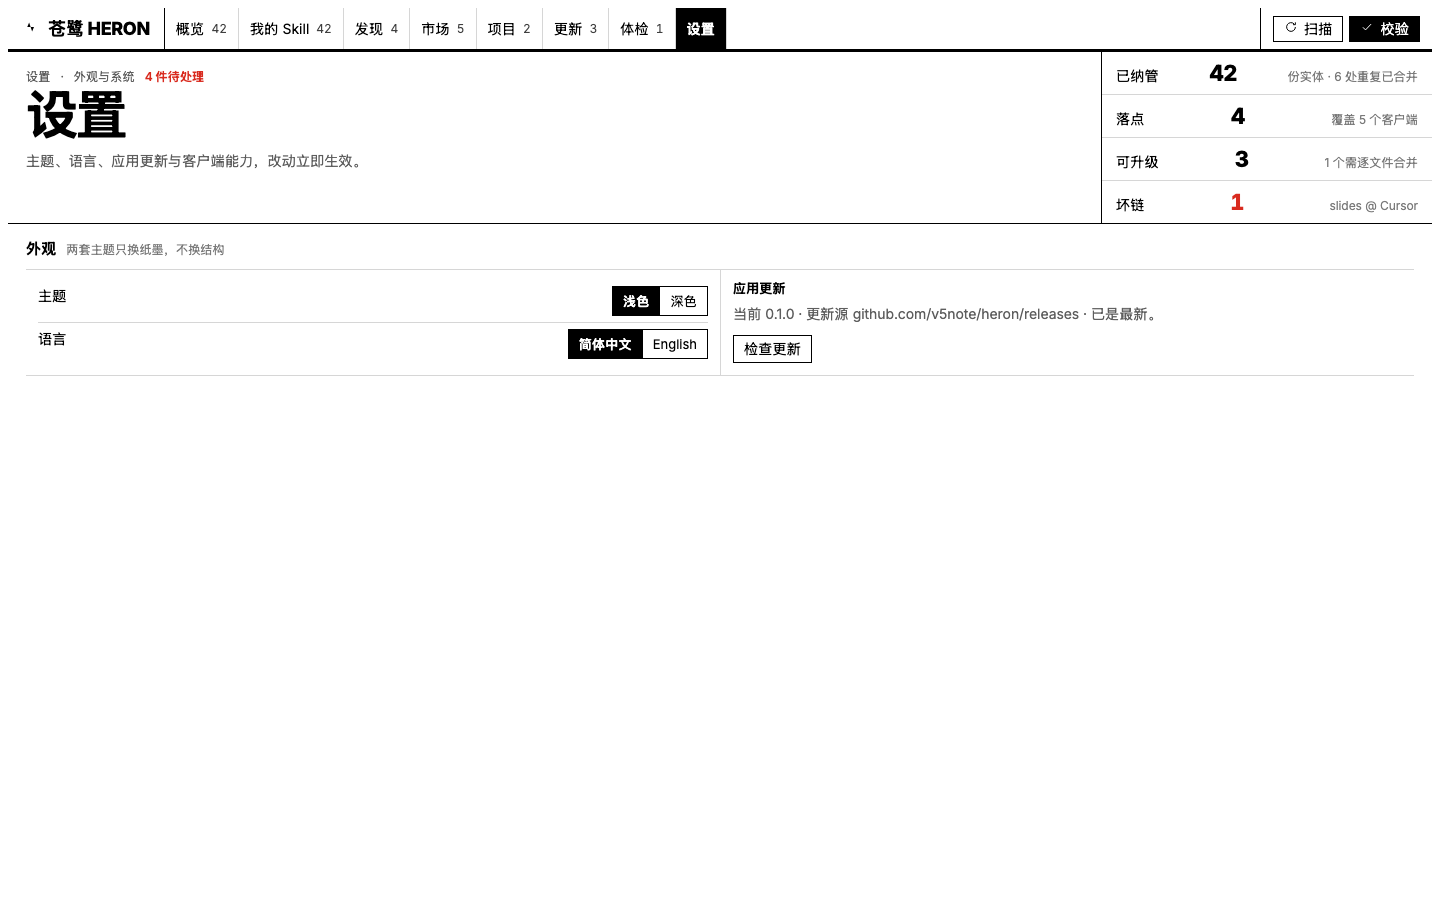 苍鹭 HERON 概览 42 我的 Skill 42 发现 4 市场 5 项目 2 更新 3 体检 1 设置 扫描 校验
设置 · 外观与系统 4 件待处理
设置
主题、语言、应用更新与客户端能力，改动立即生效。
已纳管 42 份实体 · 6 处重复已合并
落点 4 覆盖 5 个客户端
可升级 3 1 个需逐文件合并
坏链 1 slides @ Cursor
外观 两套主题只换纸墨，不换结构
主题 浅色 深色
语言 简体中文 English
应用更新
当前 0.1.0 · 更新源 github.com/v5note/heron/releases · 已是最新。
检查更新